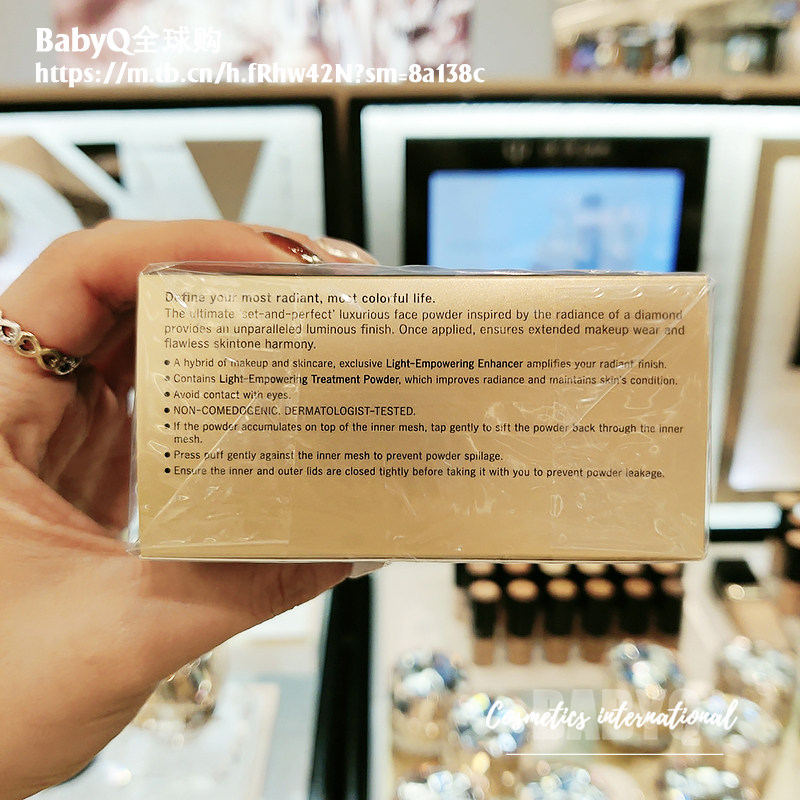 BabyQ全球购
https://m.tb.cn/h.fRhw42N?sm=8a138c
Define your most radiant, most colorful life.
The ultimate 'set-and-perfect' luxurious face powder inspired by the radiance of a diamond
provides an unparalleled luminous finish. Once applied, ensures extended makeup wear and
flawless skintone harmony.
● A hybrid of makeup and skincare, exclusive Light-Empowering Enhancer amplifies your radiant finish.
● Contains Light-Empowering Treatment Powder, which improves radiance and maintains skin's condition.
● Avoid contact with eyes.
● NON-COMEDOGENIC. DERMATOLOGIST-TESTED.
● If the powder accumulates on top of the inner mesh, tap gently to sift the powder back through the inner
mesh.
● Press puff gently against the inner mesh to prevent powder spillage.
● Ensure the inner and outer lids are closed tightly before taking it with you to prevent powder leakage.
BABYQ
Cosmetics international